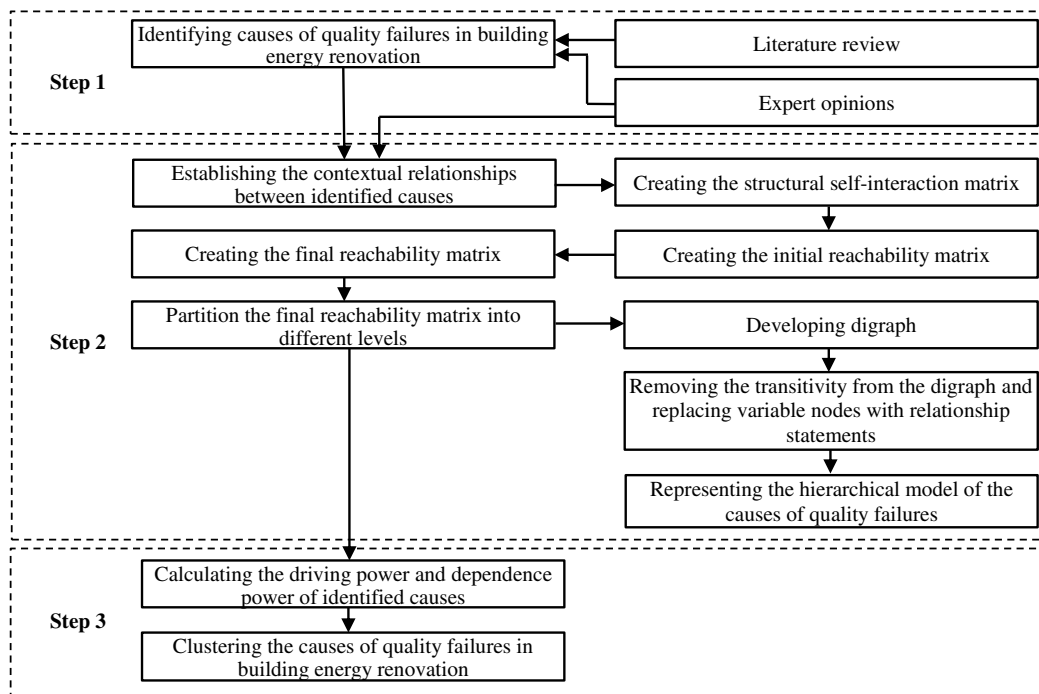 Step 1
Identifying causes of quality failures in building
energy renovation
Literature review
Expert opinions
Step 2
Establishing the contextual relationships
between identified causes
Creating the structural self-interaction matrix
Creating the final reachability matrix
Creating the initial reachability matrix
Partition the final reachability matrix into
different levels
Developing digraph
Removing the transitivity from the digraph and
replacing variable nodes with relationship
statements
Representing the hierarchical model of the
causes of quality failures
Step 3
Calculating the driving power and dependence
power of identified causes
Clustering the causes of quality failures in
building energy renovation